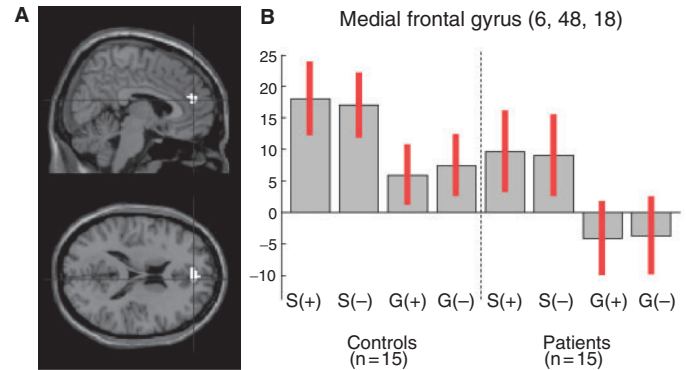 A
B
Medial frontal gyrus (6, 48, 18)
25
20
15
10
5
0
−5
−10
S(+) S(−) G(+) G(−) S(+) S(−) G(+) G(−)
Controls Patients
(n=15) (n=15)